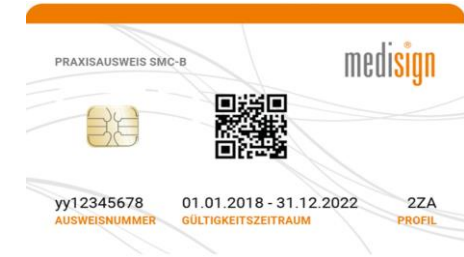 PRAXISAUSWEIS SMC-B
medisign
yy12345678 01.01.2018 - 31.12.2022 2ZA
AUSWEISNUMMER GÜLTIGKEITSZEITRAUM PROFIL